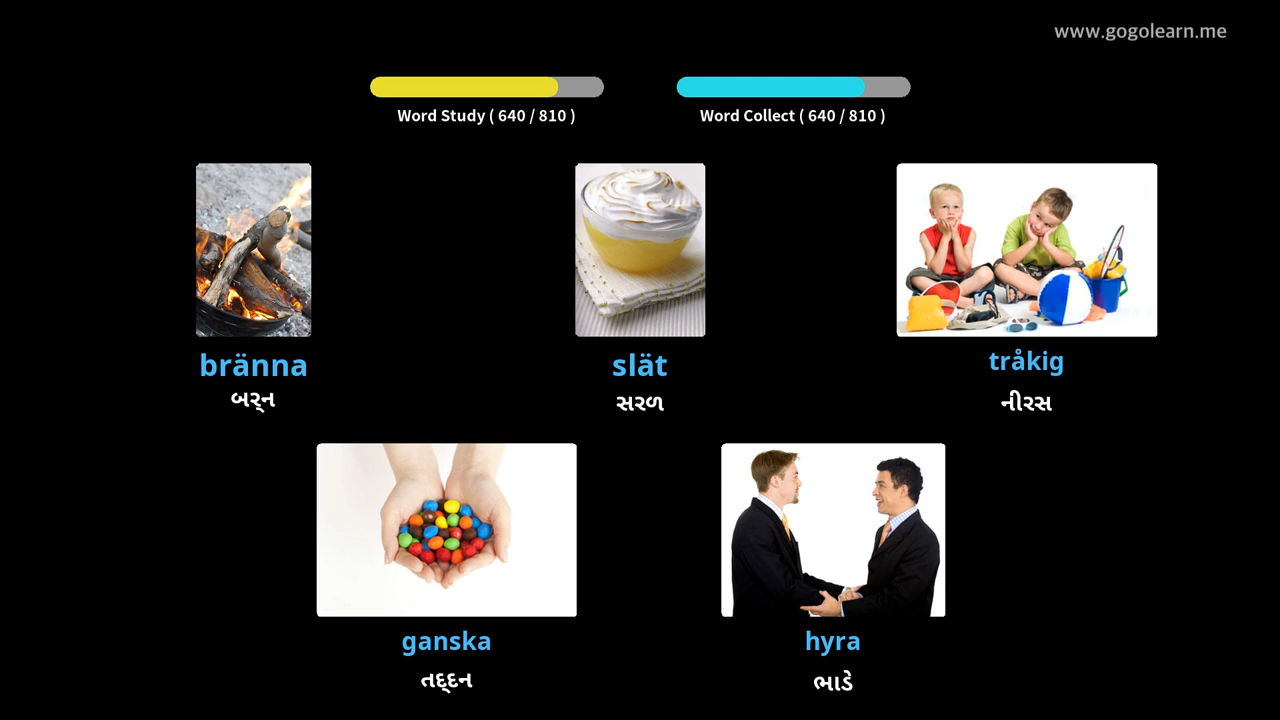 www.gogolearn.me
Word Study ( 640 / 810 )
Word Collect ( 640 / 810 )
bränna
બર્ન
slät
સરળ
tråkig
નીરસ
ganska
તદ્દન
hyra
ભાડે